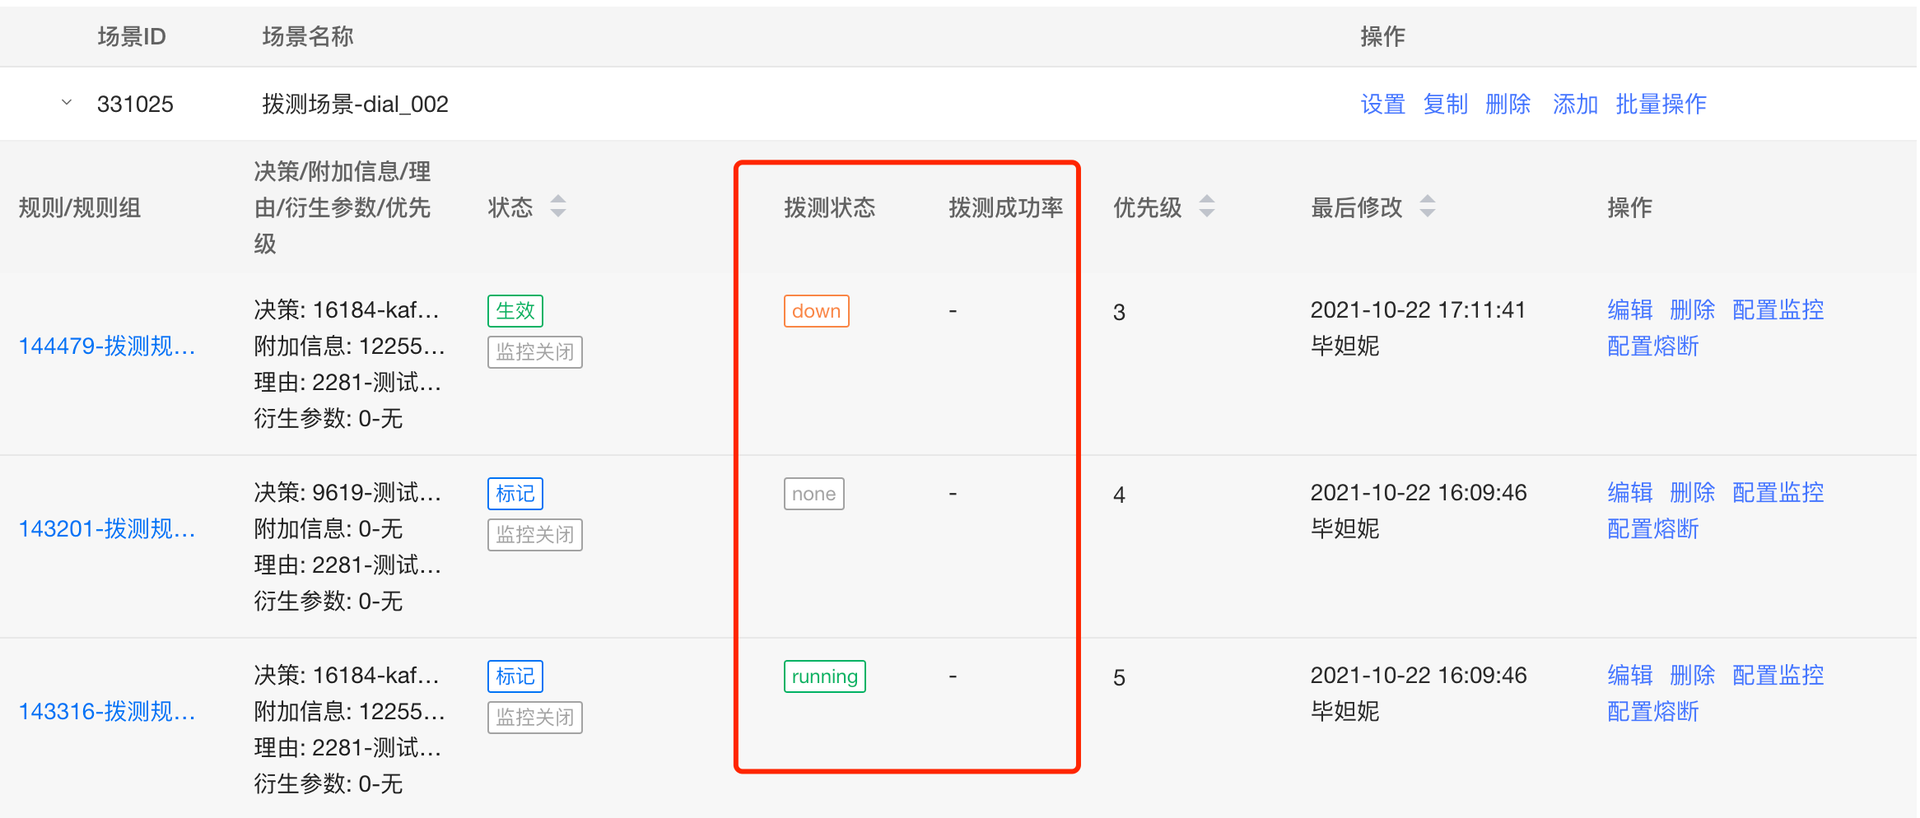 场景ID 场景名称 操作
331025 拨测场景-dial_002 设置 复制 删除 添加 批量操作
规则/规则组 决策/附加信息/理由/衍生参数/优先级 状态 拨测状态 拨测成功率 优先级 最后修改 操作
144479-拨测规...
决策: 16184-kaf...
附加信息: 12255...
理由: 2281-测试...
衍生参数: 0-无
生效
监控关闭
down
-
3
2021-10-22 17:11:41
毕妲妮
编辑 删除 配置监控
配置熔断
143201-拨测规...
决策: 9619-测试...
附加信息: 0-无
理由: 2281-测试...
衍生参数: 0-无
标记
监控关闭
none
-
4
2021-10-22 16:09:46
毕妲妮
编辑 删除 配置监控
配置熔断
143316-拨测规...
决策: 16184-kaf...
附加信息: 12255...
理由: 2281-测试...
衍生参数: 0-无
标记
监控关闭
running
-
5
2021-10-22 16:09:46
毕妲妮
编辑 删除 配置监控
配置熔断